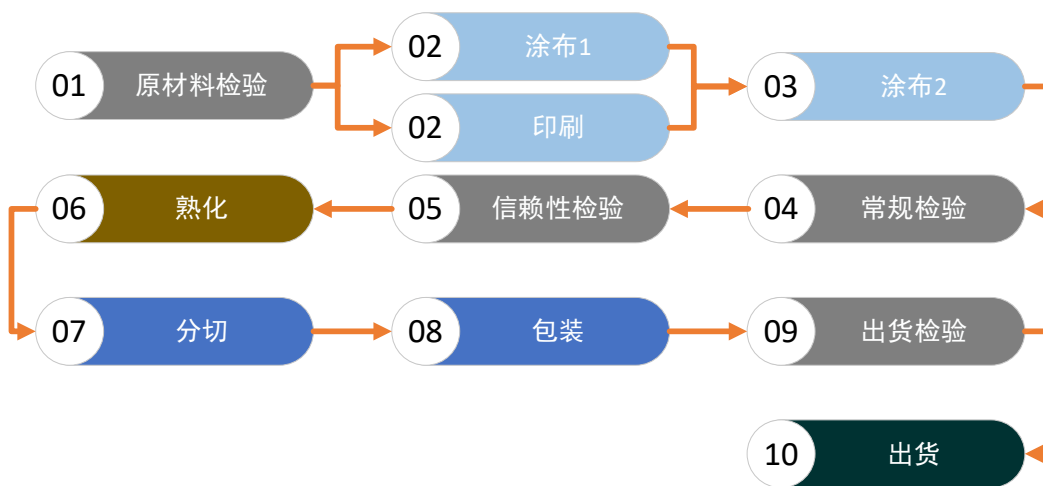 01 原材料检验
02 涂布1
02 印刷
03 涂布2
04 常规检验
05 信赖性检验
06 熟化
07 分切
08 包装
09 出货检验
10 出货